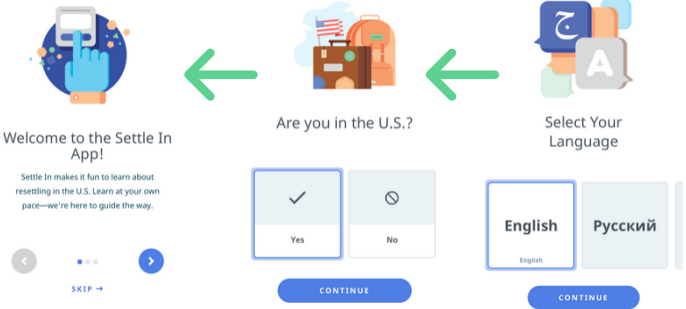 Welcome to the Settle In
App!
Settle In makes it fun to learn about
resettling in the U.S. Learn at your own
pace—we're here to guide the way.
SKIP →
Are you in the U.S.?
Yes
No
CONTINUE
ج
A
Select Your
Language
English
English
Русский
CONTINUE